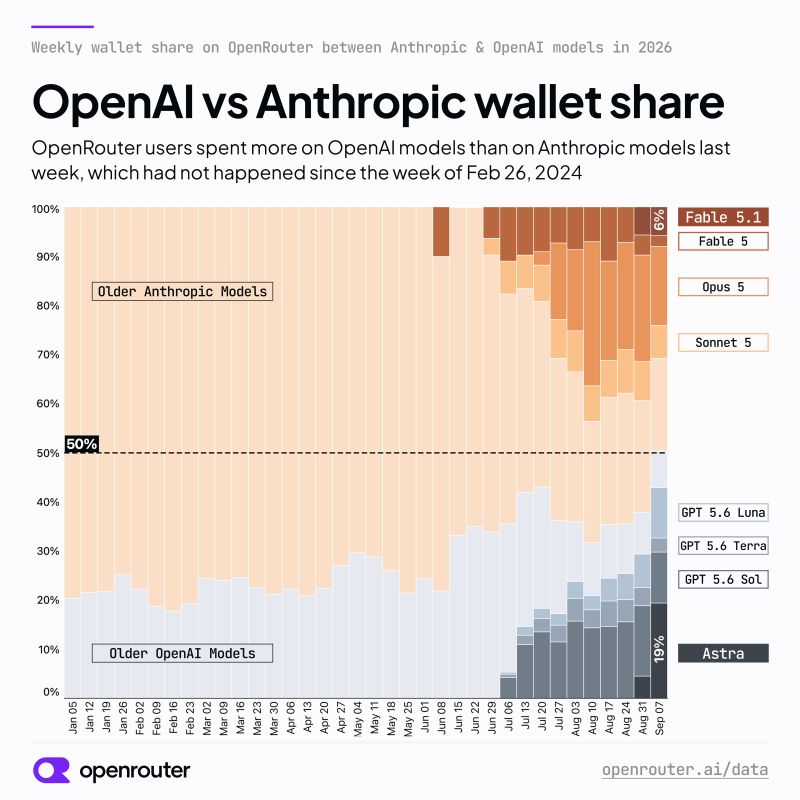 Weekly wallet share on OpenRouter between Anthropic & OpenAI models in 2026
OpenAI vs Anthropic wallet share
OpenRouter users spent more on OpenAI models than on Anthropic models last
week, which had not happened since the week of Feb 26, 2024
100%
90%
80%
70%
60%
50%
50%
40%
30%
20%
10%
0%
Older Anthropic Models
Older OpenAI Models
6%
19%
Fable 5.1
Fable 5
Opus 5
Sonnet 5
GPT 5.6 Luna
GPT 5.6 Terra
GPT 5.6 Sol
Astra
Jan 05
Jan 12
Jan 19
Jan 26
Feb 02
Feb 09
Feb 16
Feb 23
Mar 02
Mar 09
Mar 16
Mar 23
Mar 30
Apr 06
Apr 13
Apr 20
Apr 27
May 04
May 11
May 18
May 25
Jun 01
Jun 08
Jun 15
Jun 22
Jun 29
Jul 06
Jul 13
Jul 20
Jul 27
Aug 03
Aug 10
Aug 17
Aug 24
Aug 31
Sep 07
openrouter
openrouter.ai/data